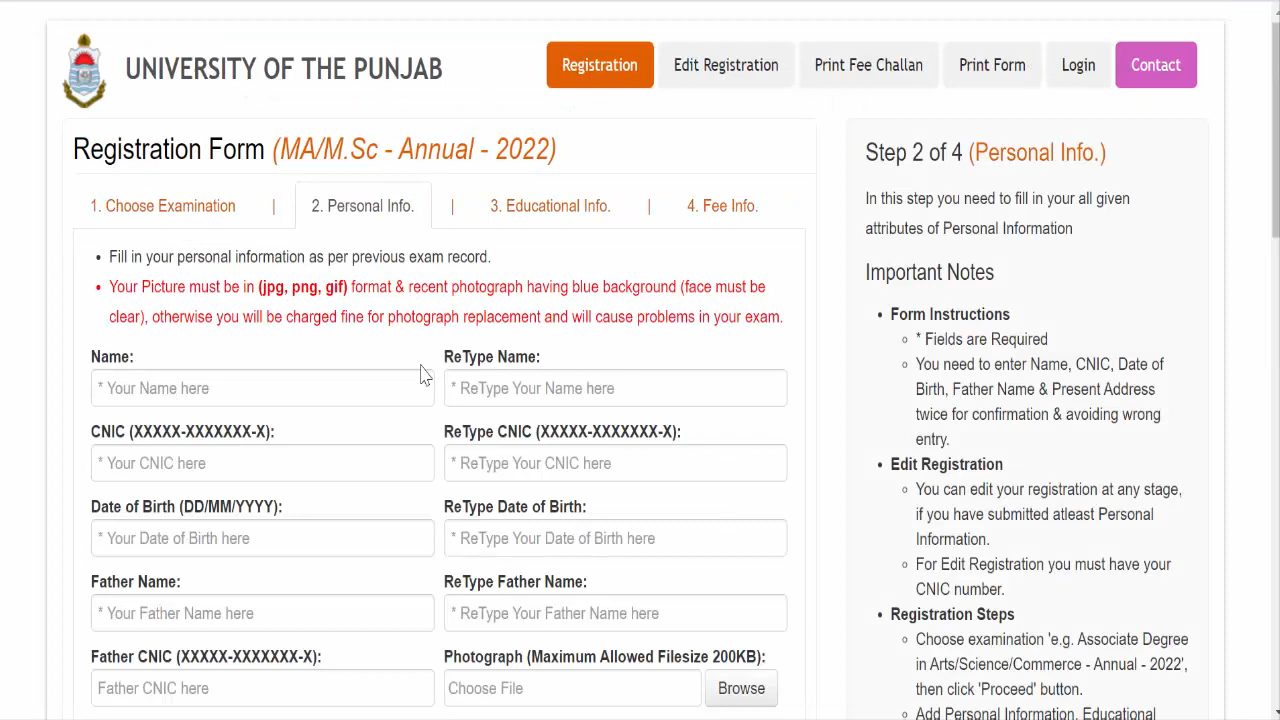 UNIVERSITY OF THE PUNJAB
Registration
Edit Registration
Print Fee Challan
Print Form
Login
Contact
Registration Form (MA/M.Sc - Annual - 2022)
1. Choose Examination | 2. Personal Info. | 3. Educational Info. | 4. Fee Info.
• Fill in your personal information as per previous exam record.
• Your Picture must be in (jpg, png, gif) format & recent photograph having blue background (face must be
clear), otherwise you will be charged fine for photograph replacement and will cause problems in your exam.
Name:
* Your Name here
ReType Name:
* ReType Your Name here
CNIC (XXXXX-XXXXXXX-X):
* Your CNIC here
ReType CNIC (XXXXX-XXXXXXX-X):
* ReType Your CNIC here
Date of Birth (DD/MM/YYYY):
* Your Date of Birth here
ReType Date of Birth:
* ReType Your Date of Birth here
Father Name:
* Your Father Name here
ReType Father Name:
* ReType Your Father Name here
Father CNIC (XXXXX-XXXXXXX-X):
Father CNIC here
Photograph (Maximum Allowed Filesize 200KB):
Choose File
Browse
Step 2 of 4 (Personal Info.)
In this step you need to fill in your all given
attributes of Personal Information
Important Notes
• Form Instructions
◦ * Fields are Required
◦ You need to enter Name, CNIC, Date of
Birth, Father Name & Present Address
twice for confirmation & avoiding wrong
entry.
• Edit Registration
◦ You can edit your registration at any stage,
if you have submitted atleast Personal
Information.
◦ For Edit Registration you must have your
CNIC number.
• Registration Steps
◦ Choose examination 'e.g. Associate Degree
in Arts/Science/Commerce - Annual - 2022',
then click 'Proceed' button.
◦ Add Personal Information, Educational